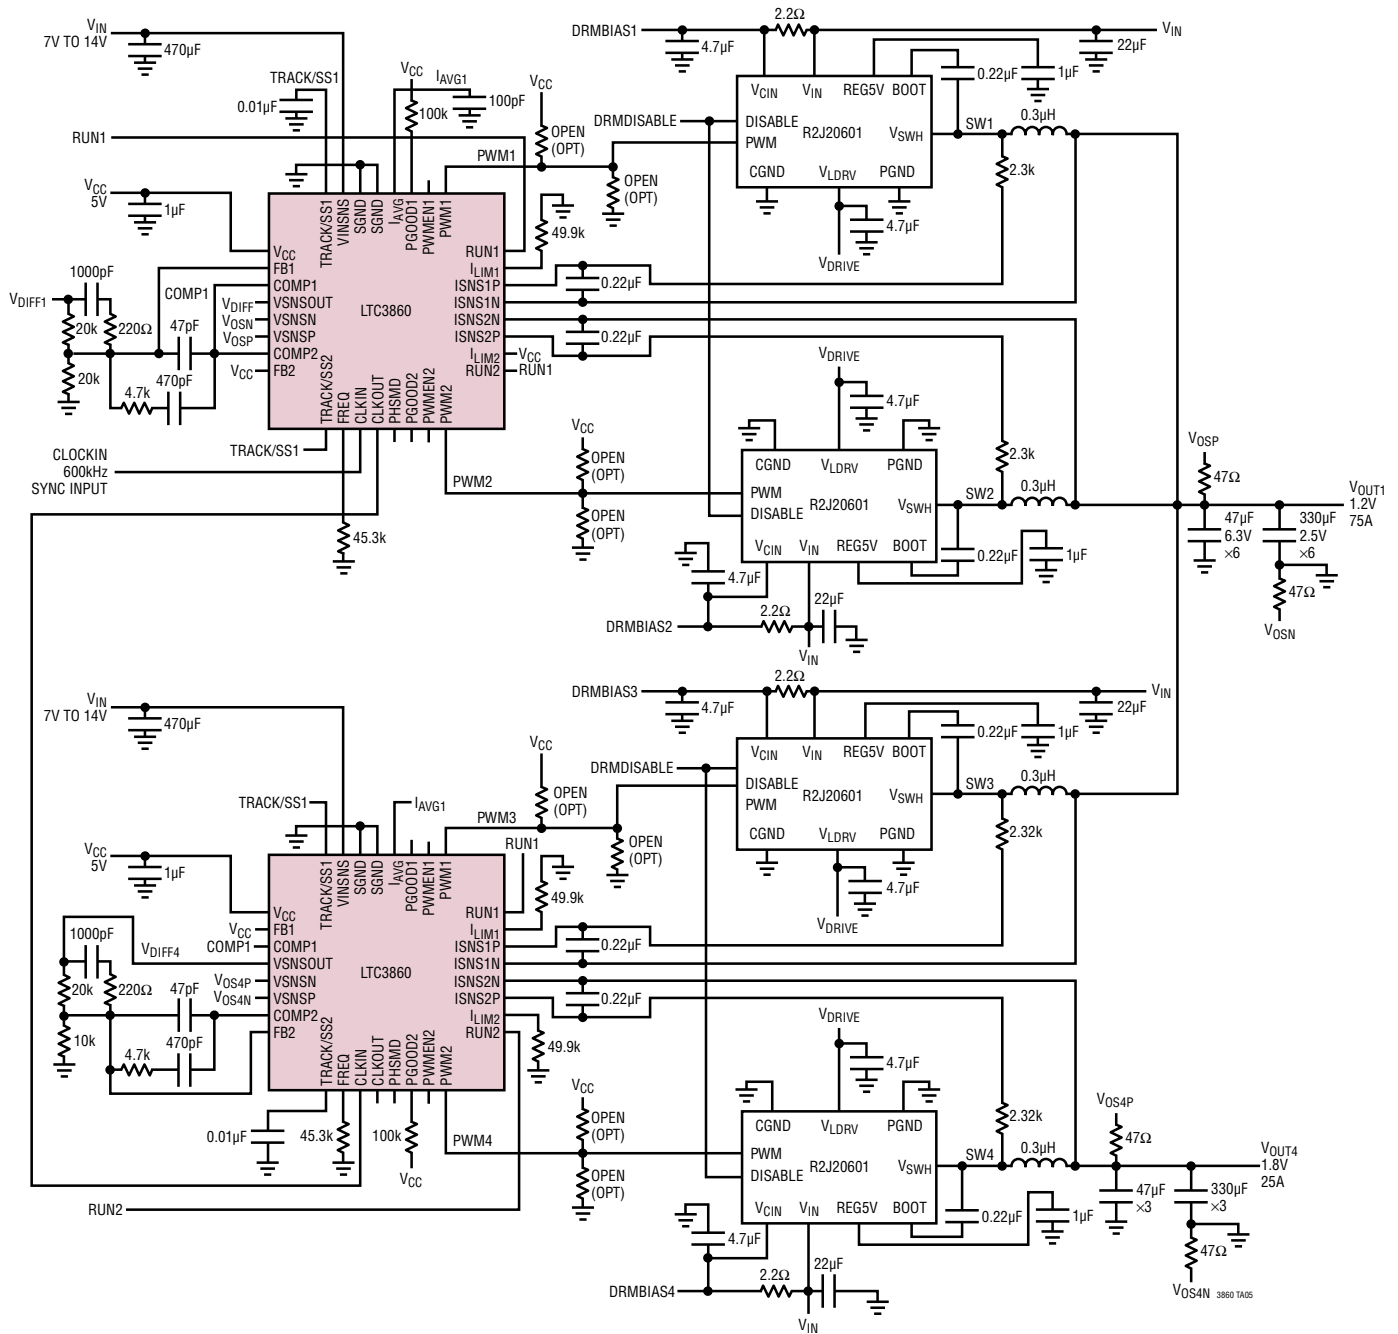 VIN
7V TO 14V
470µF
TRACK/SS1
0.01µF
VCC
IAVG1
100k
100pF
VCC
OPEN
(OPT)
RUN1
PWM1
OPEN
(OPT)
VCC
5V
1µF
TRACK/SS1
VINSNS
SGND
SGND
IAVG
PGOOD1
PWMEN1
PWM1
49.9k
VCC
FB1
COMP1
VSNSOUT
VSNSN
VSNSP
COMP2
FB2
LTC3860
RUN1
ILIM1
ISNS1P
ISNS1N
ISNS2N
ISNS2P
ILIM2
RUN2
VCC
RUN1
TRACK/SS2
FREQ
CLKIN
CLKOUT
PHSMD
PGOOD2
PWMEN2
PWM2
1000pF
VDIFF1
COMP1
VDIFF
VOSN
VOSP
20k
220Ω
47pF
20k
4.7k
470pF
VCC
0.22µF
0.22µF
TRACK/SS1
CLOCKIN
600kHz
SYNC INPUT
45.3k
PWM2
VCC
OPEN
(OPT)
OPEN
(OPT)
DRMBIAS1
4.7µF
2.2Ω
VIN
22µF
VCIN
VIN
REG5V
BOOT
DISABLE
PWM
R2J20601
VSWH
CGND
VLDRV
PGND
DRMDISABLE
0.22µF
1µF
SW1
0.3µH
2.3k
4.7µF
VDRIVE
VDRIVE
4.7µF
CGND
VLDRV
PGND
PWM
DISABLE
R2J20601
VSWH
VCIN
VIN
REG5V
BOOT
2.3k
SW2
0.3µH
0.22µF
1µF
4.7µF
DRMBIAS2
2.2Ω
22µF
VIN
VOSP
47Ω
47µF
6.3V
×6
330µF
2.5V
×6
47Ω
VOSN
VOUT1
1.2V
75A
VIN
7V TO 14V
470µF
TRACK/SS1
IAVG1
VCC
OPEN
(OPT)
PWM3
OPEN
(OPT)
RUN1
VCC
5V
1µF
TRACK/SS1
VINSNS
SGND
SGND
IAVG
PGOOD1
PWMEN1
PWM1
49.9k
VCC
FB1
COMP1
VSNSOUT
VSNSN
VSNSP
COMP2
FB2
LTC3860
RUN1
ILIM1
ISNS1P
ISNS1N
ISNS2N
ISNS2P
ILIM2
RUN2
TRACK/SS2
FREQ
CLKIN
CLKOUT
PHSMD
PGOOD2
PWMEN2
PWM2
VCC
COMP1
1000pF
VDIFF4
VOS4P
VOS4N
20k
220Ω
47pF
10k
4.7k
470pF
0.22µF
0.22µF
49.9k
0.01µF
45.3k
100k
VCC
PWM4
VCC
OPEN
(OPT)
OPEN
(OPT)
RUN2
DRMBIAS3
4.7µF
2.2Ω
VIN
22µF
VCIN
VIN
REG5V
BOOT
DISABLE
PWM
R2J20601
VSWH
CGND
VLDRV
PGND
DRMDISABLE
0.22µF
1µF
SW3
0.3µH
2.32k
4.7µF
VDRIVE
VDRIVE
4.7µF
CGND
VLDRV
PGND
PWM
DISABLE
R2J20601
VSWH
VCIN
VIN
REG5V
BOOT
2.32k
SW4
0.3µH
0.22µF
1µF
4.7µF
DRMBIAS4
2.2Ω
22µF
VIN
VOS4P
47Ω
47µF
×3
330µF
×3
47Ω
VOS4N
VOUT4
1.8V
25A
3860 TA05